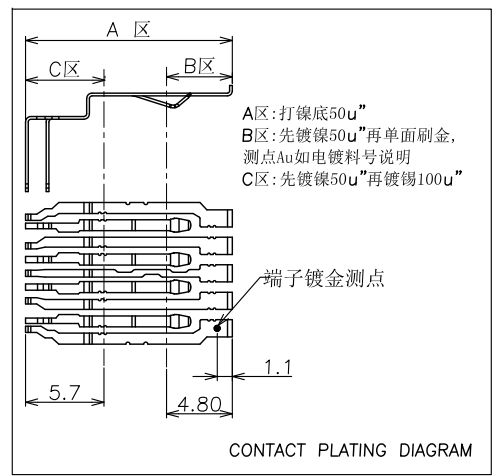 A 区
C区
B区
A区:打镍底50u”
B区:先镀镍50u”再单面刷金,
测点Au如电镀料号说明
C区:先镀镍50u”再镀锡100u”
端子镀金测点
1.1
5.7
4.80
CONTACT PLATING DIAGRAM